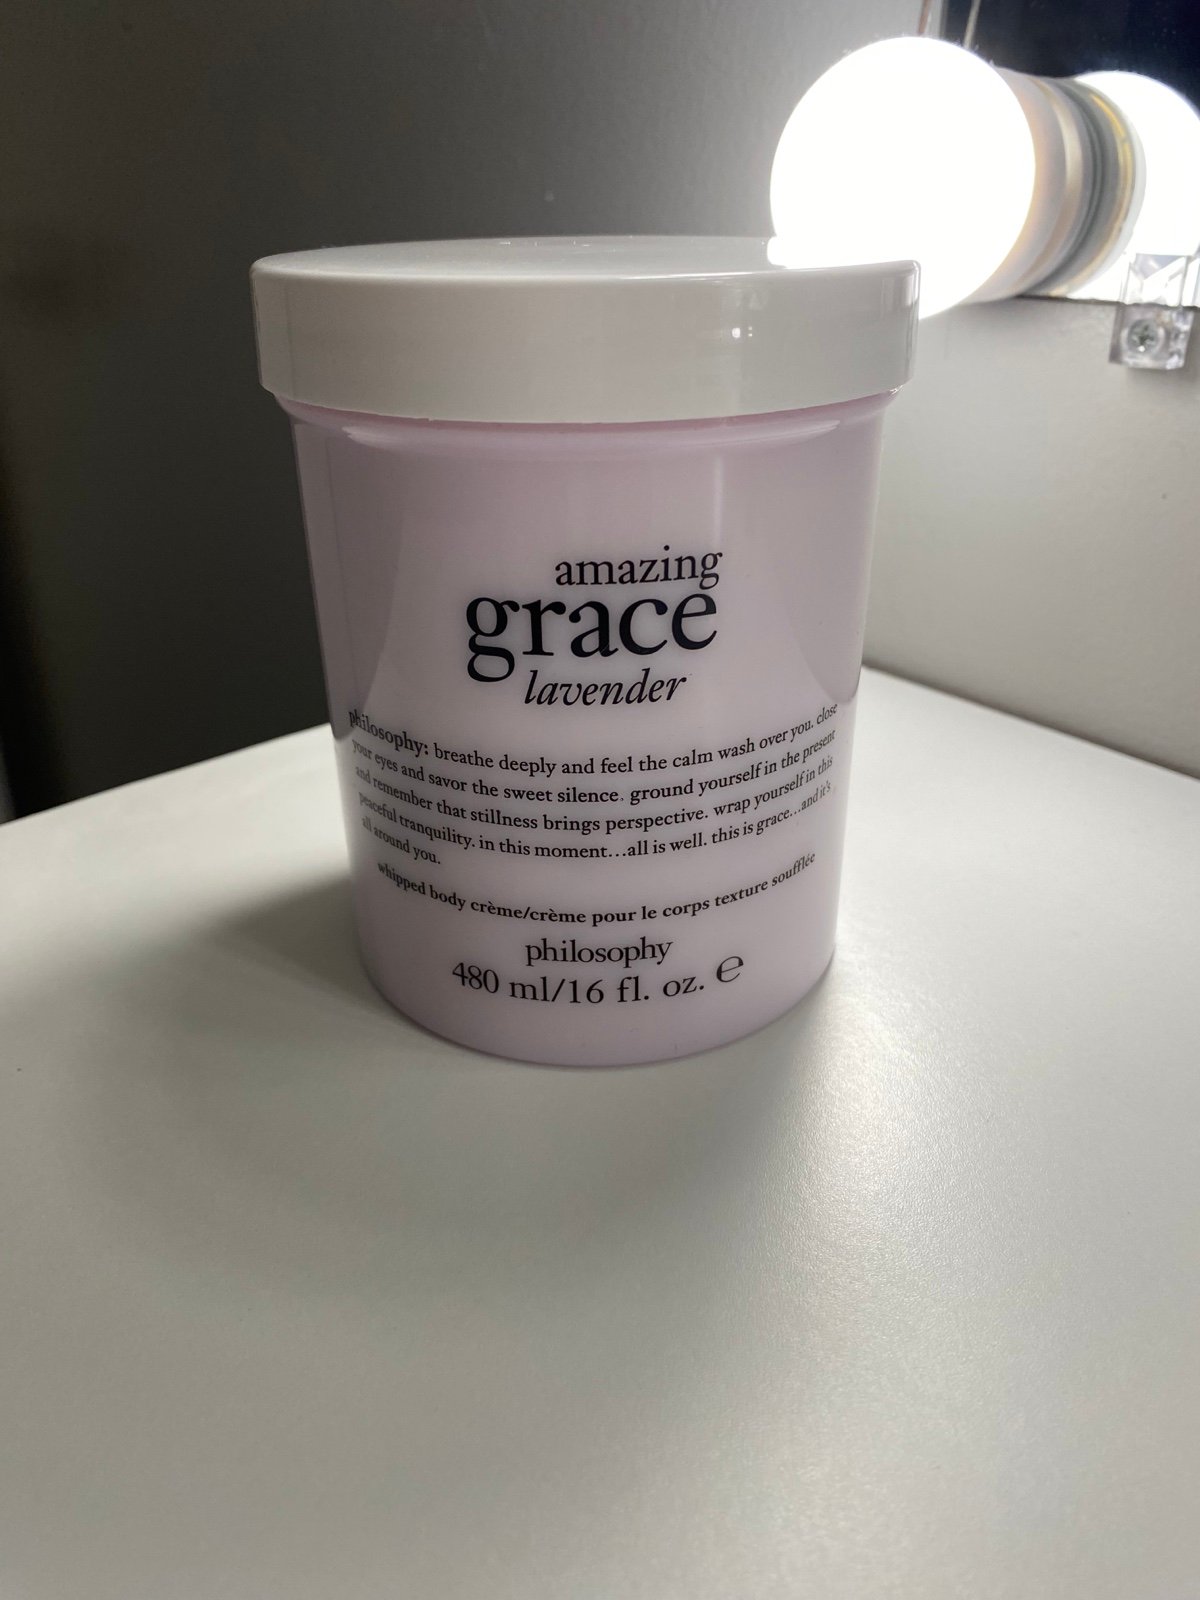 amazing
grace
lavender
philosophy: breathe deeply and feel the calm wash over you. close
your eyes and savor the sweet silence. ground yourself in the present
and remember that stillness brings perspective. wrap yourself in this
peaceful tranquility. in this moment...all is well. this is grace...and it's
all around you.
whipped body crème/crème pour le corps texture soufflée
philosophy
480 ml/16 fl. oz. ℮